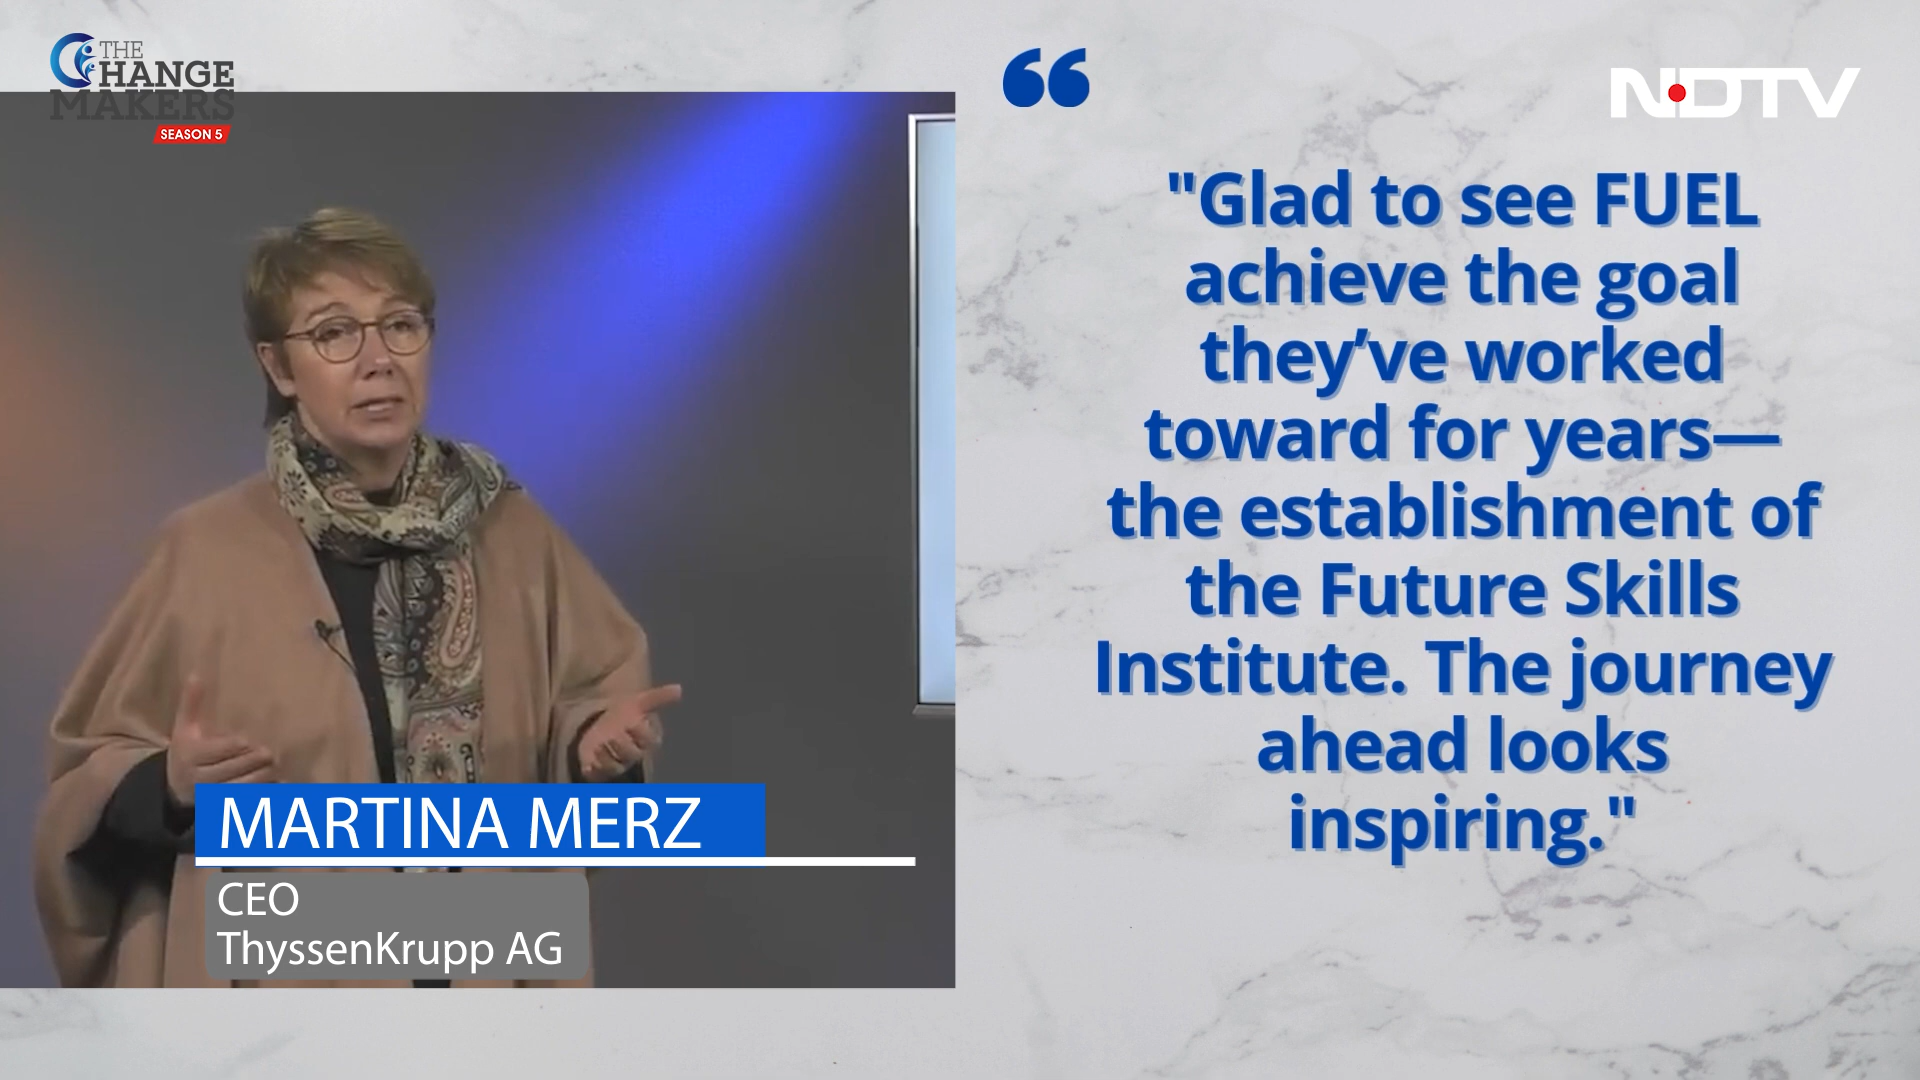 THE
CHANGE
MAKERS
SEASON 5
NDTV
"Glad to see FUEL
achieve the goal
they’ve worked
toward for years—
the establishment of
the Future Skills
Institute. The journey
ahead looks
inspiring."
MARTINA MERZ
CEO
ThyssenKrupp AG